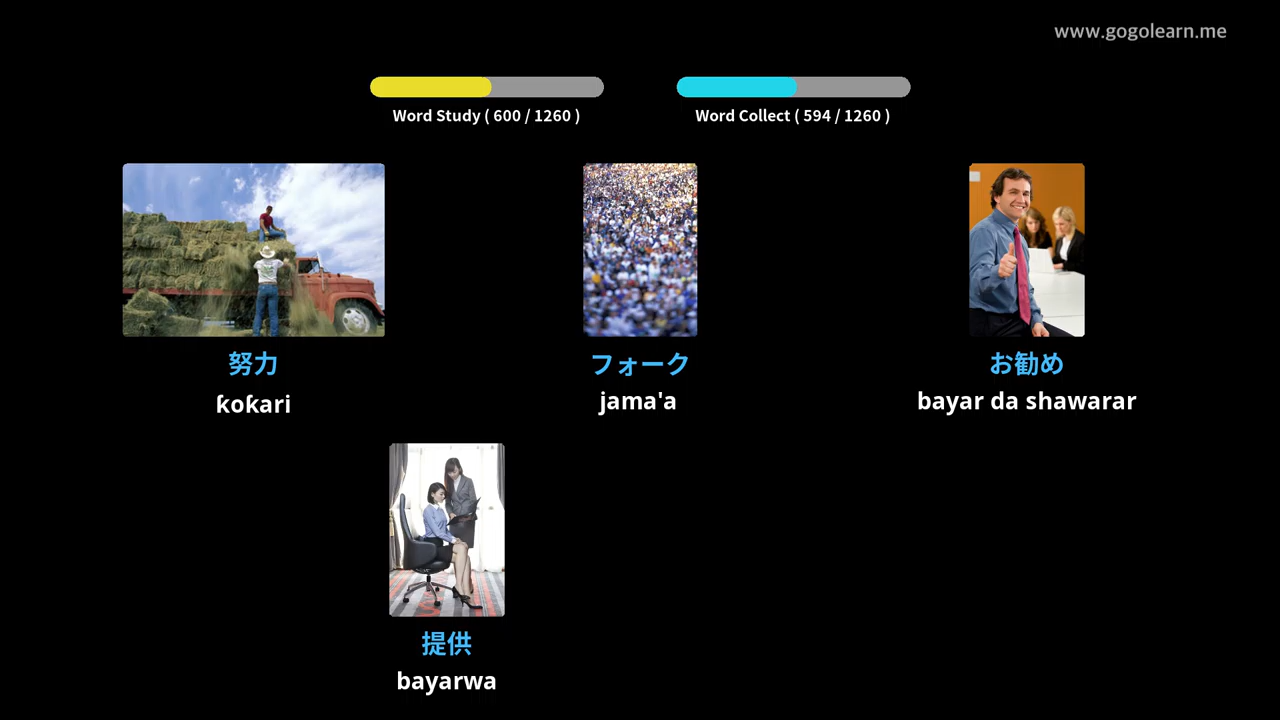 www.gogolearn.me
Word Study ( 600 / 1260 )
Word Collect ( 594 / 1260 )
努力
ƙoƙari
フォーク
jama'a
お勧め
bayar da shawarar
提供
bayarwa